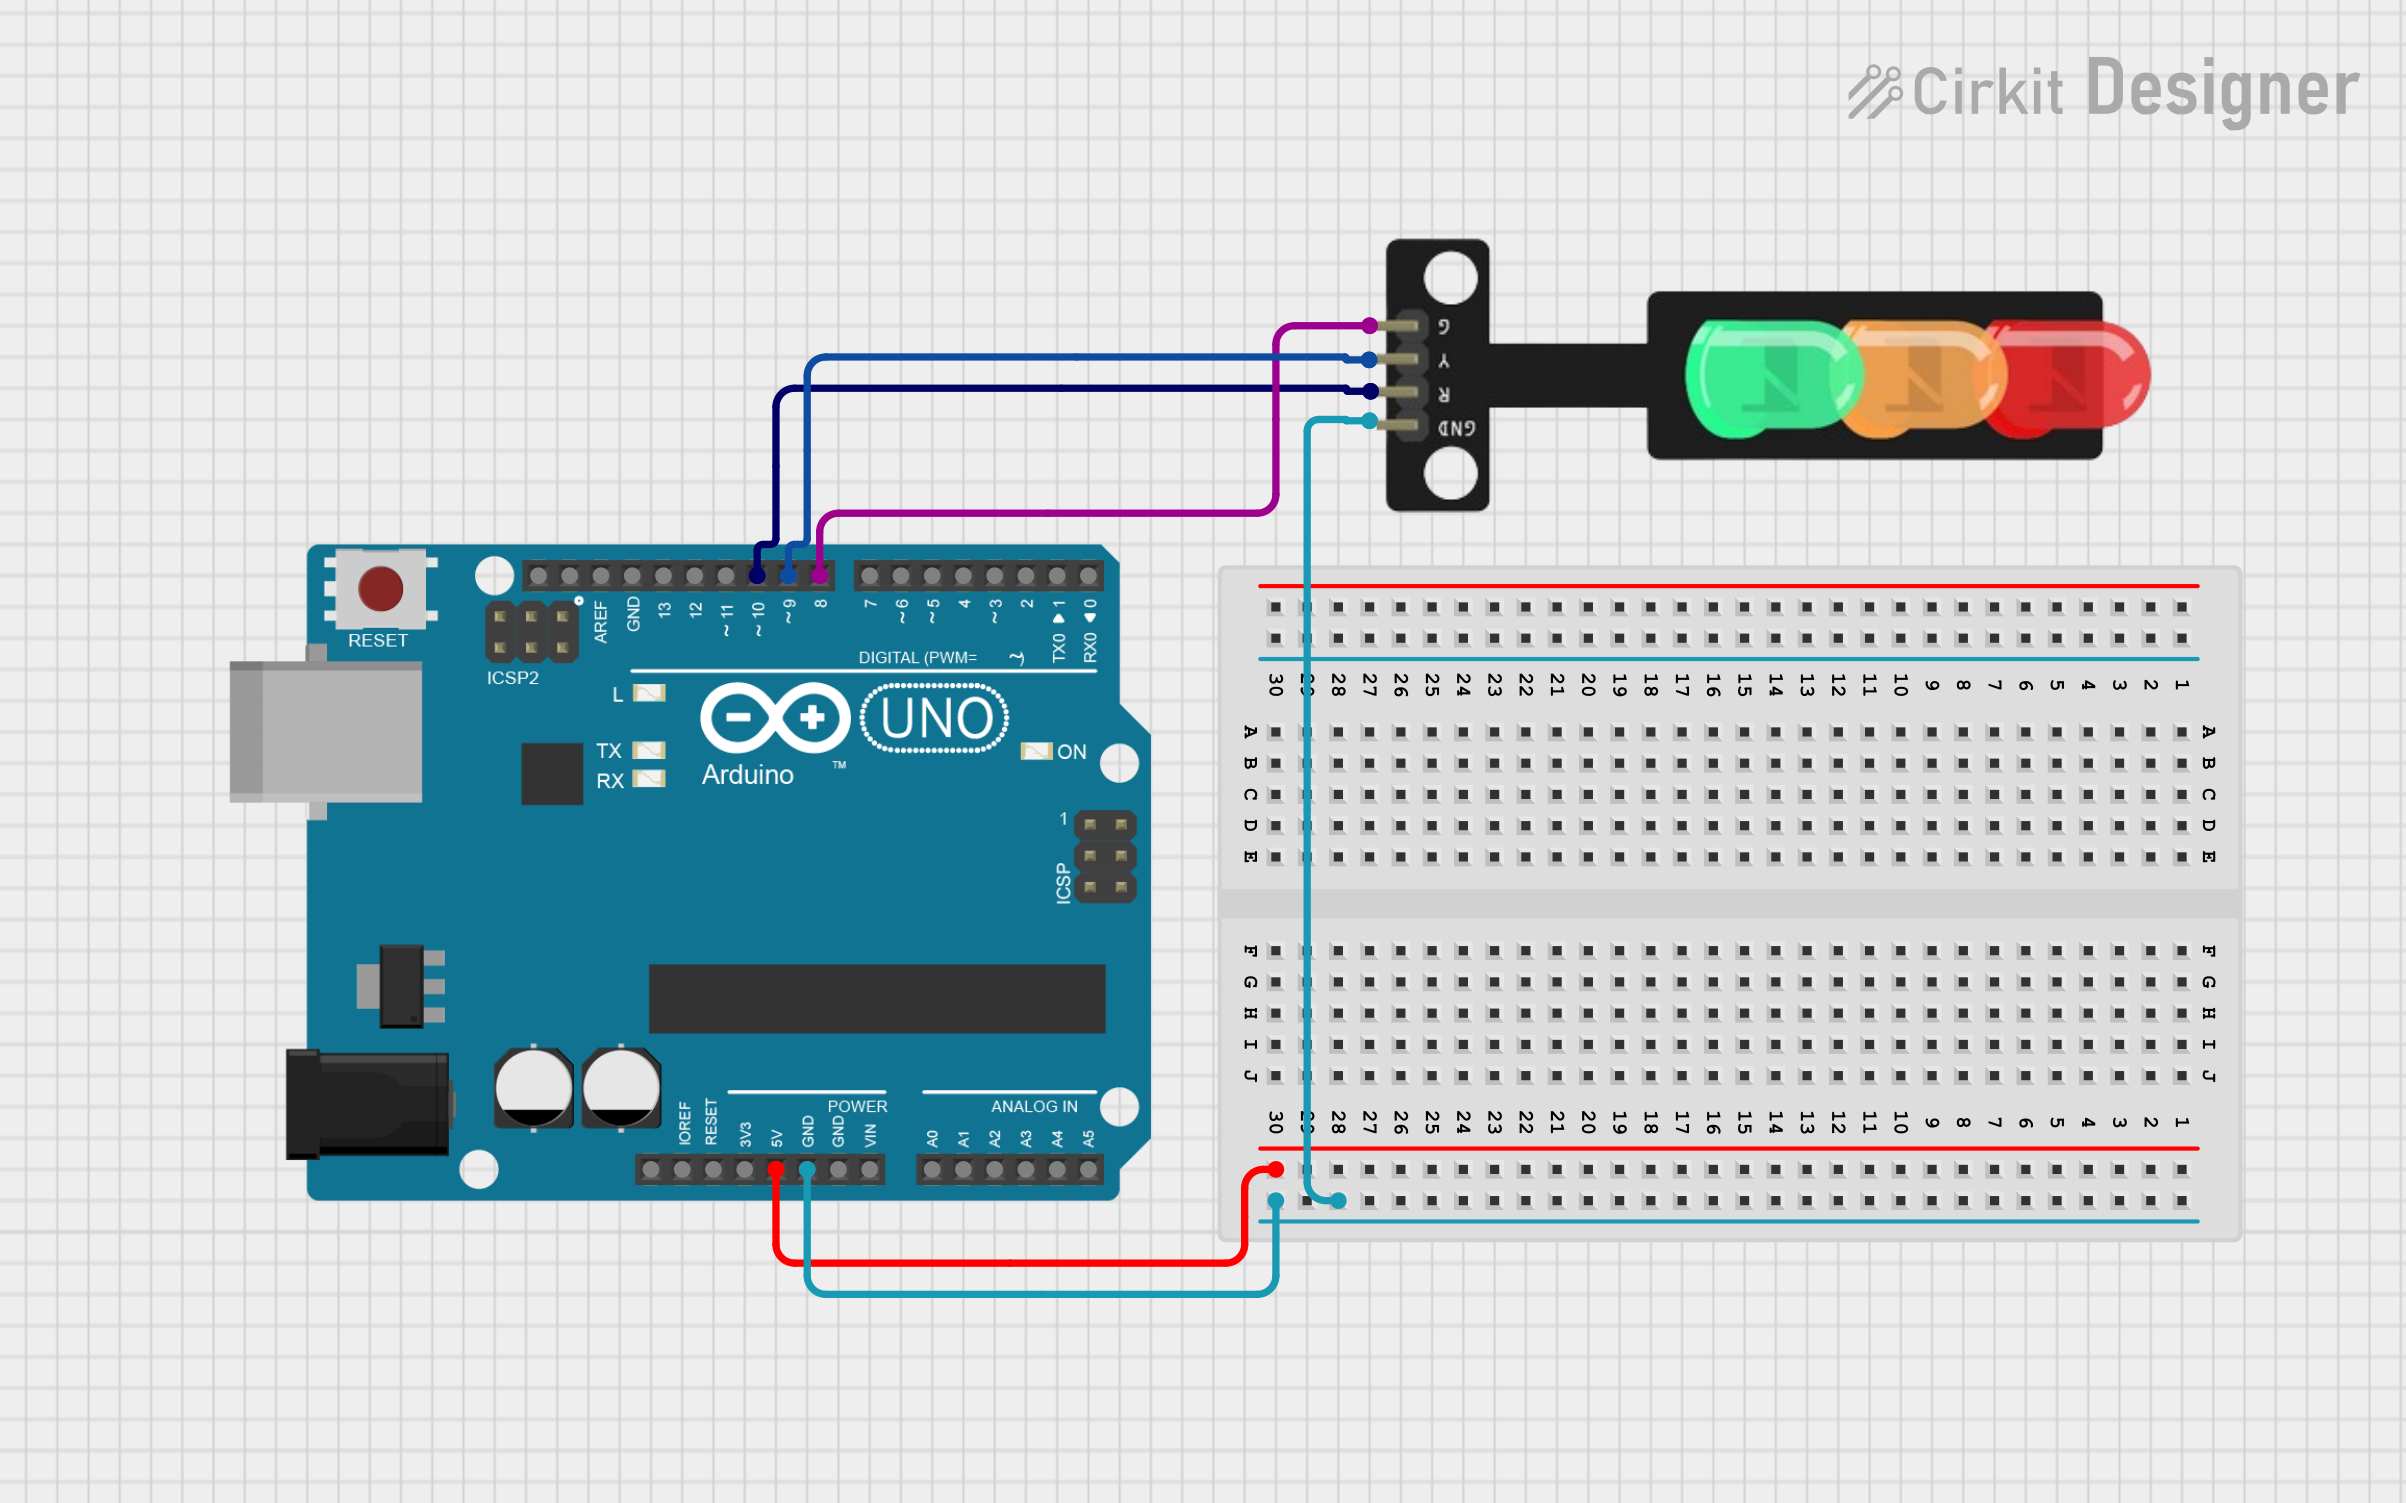 Cirkit Designer
G
Y
R
GND
RESET
ICSP2
AREF
GND
13
12
~ 11
~ 10
~ 9
8
7
~ 6
~ 5
4
~ 3
2
TX0 ▶ 1
RX0 ◀ 0
DIGITAL (PWM= ~)
L
TX
RX
Arduino
TM
UNO
ON
1
ICSP
POWER
ANALOG IN
IOREF
RESET
3V3
5V
GND
GND
VIN
A0
A1
A2
A3
A4
A5
30 29 28 27 26 25 24 23 22 21 20 19 18 17 16 15 14 13 12 11 10 9 8 7 6 5 4 3 2 1
A A
B B
C C
D D
E E
F F
G G
H H
I I
J J
30 29 28 27 26 25 24 23 22 21 20 19 18 17 16 15 14 13 12 11 10 9 8 7 6 5 4 3 2 1